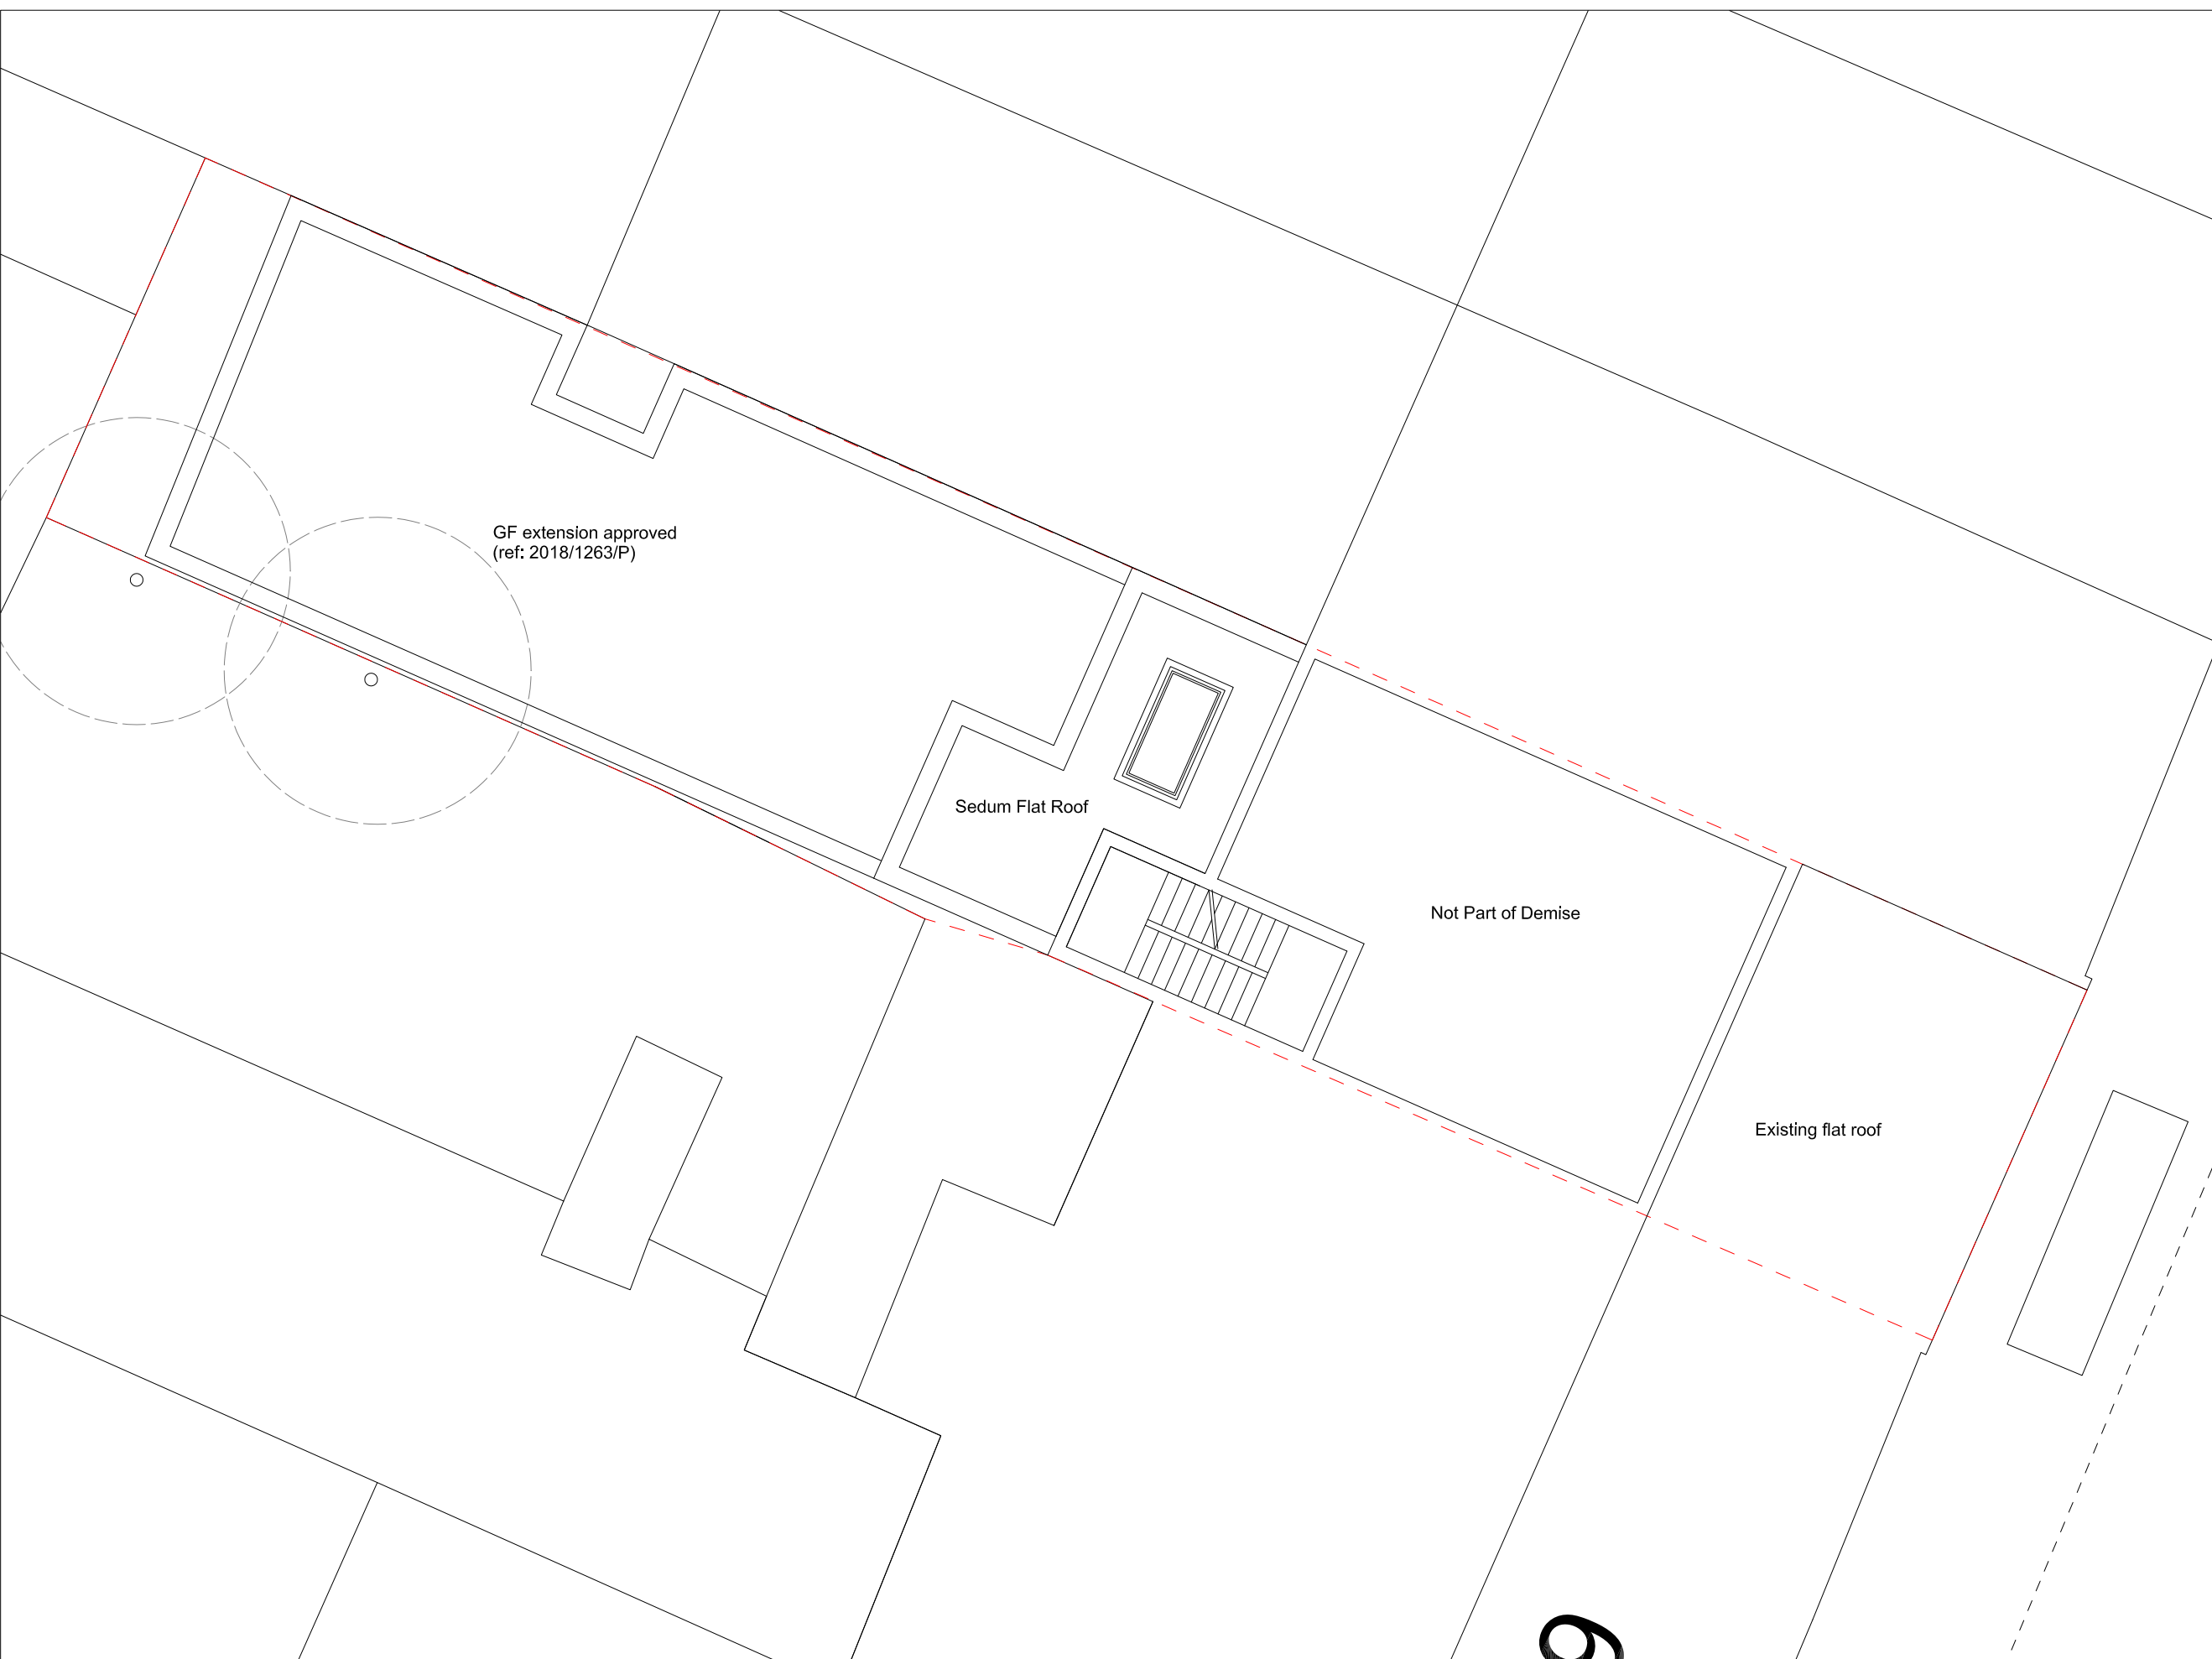 GF extension approved
(ref: 2018/1263/P)
Sedum Flat Roof
Not Part of Demise
Existing flat roof